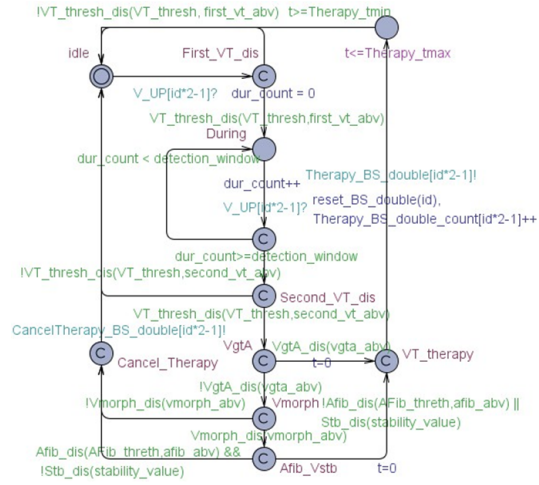 !VT_thresh_dis(VT_thresh, first_vt_abv)
t>=Therapy_tmin
idle
First_VT_dis
t<=Therapy_tmax
V_UP[id*2-1]?
dur_count = 0
VT_thresh_dis(VT_thresh,first_vt_abv)
During
dur_count < detection_window
Therapy_BS_double[id*2-1]!
dur_count++
reset_BS_double(id),
V_UP[id*2-1]?
Therapy_BS_double_count[id*2-1]++
dur_count>=detection_window
!VT_thresh_dis(VT_thresh,second_vt_abv)
Second_VT_dis
VT_thresh_dis(VT_thresh,second_vt_abv)
CancelTherapy_BS_double[id*2-1]!
VgtA
VgtA_dis(vgta_abv)
VT_therapy
Cancel_Therapy
t=0
!VgtA_dis(vgta_abv)
!Vmorph_dis(vmorph_abv)
Vmorph
!Afib_dis(AFib_threth,afib_abv) ||
Stb_dis(stability_value)
Vmorph_dis(vmorph_abv)
Afib_dis(AFib_threth,afib_abv) &&
!Stb_dis(stability_value)
Afib_Vstb
t=0
C
C
C
C
C
C
C
C